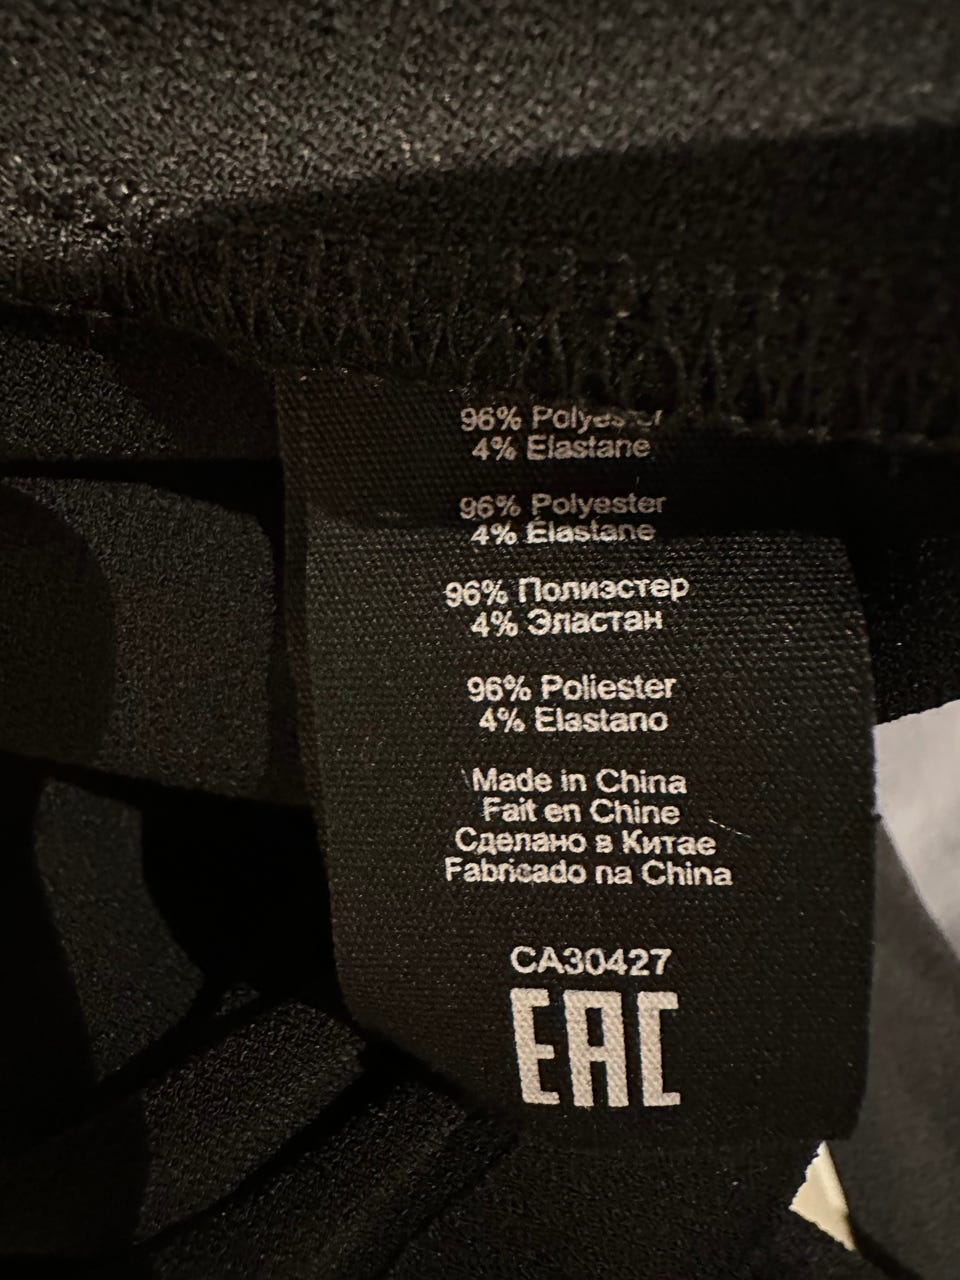 96% Polyester
4% Elastane
96% Polyester
4% Élastane
96% Полиэстер
4% Эластан
96% Poliester
4% Elastano
Made in China
Fait en Chine
Сделано в Китае
Fabricado na China
CA30427
EAC